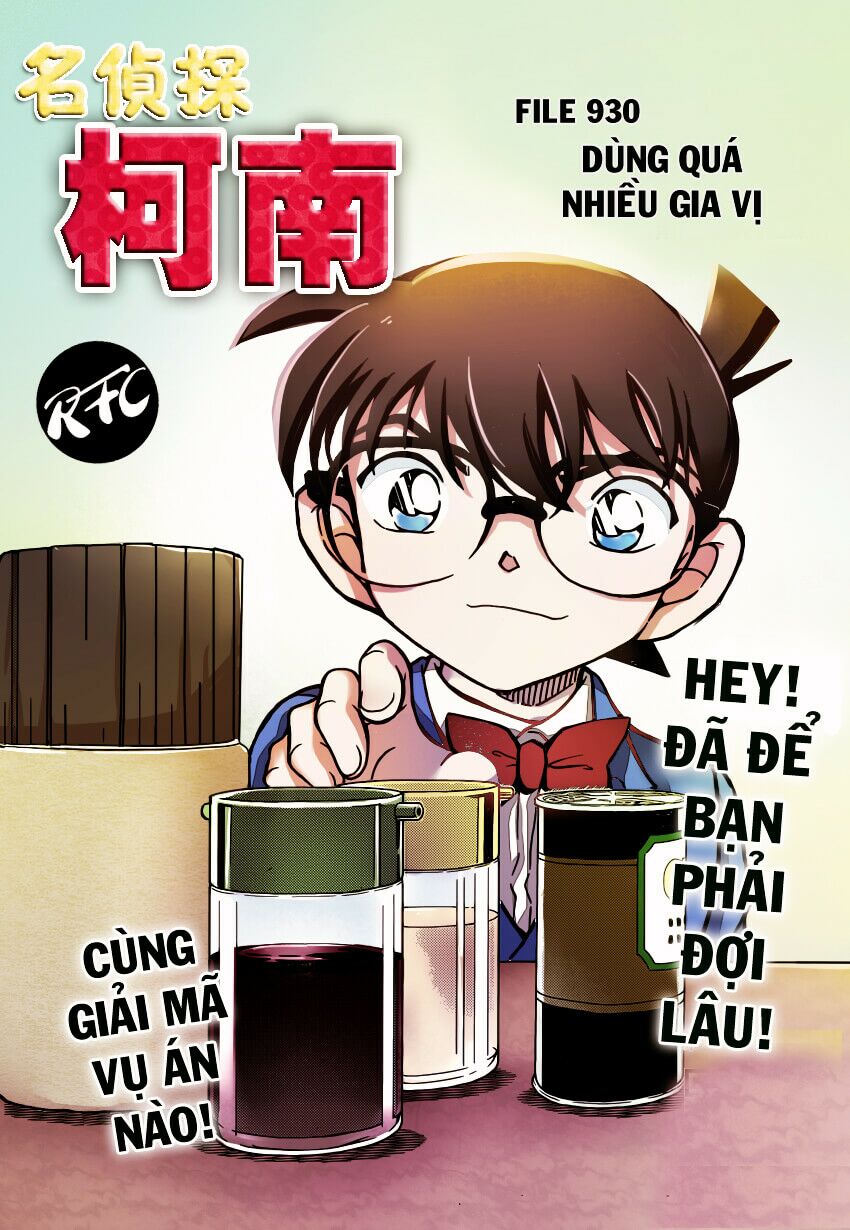 名偵探
柯南
FILE 930
DÙNG QUÁ
NHIỀU GIA VỊ
RFC
HEY!
ĐÃ ĐỂ
BẠN
PHẢI
ĐỢI
LÂU!
CÙNG
GIẢI MÃ
VỤ ÁN
NÀO!